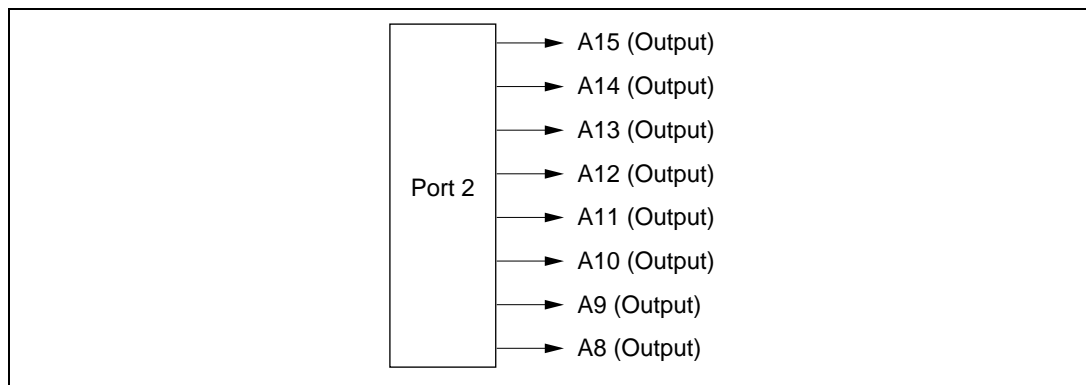 Port 2
A15 (Output)
A14 (Output)
A13 (Output)
A12 (Output)
A11 (Output)
A10 (Output)
A9 (Output)
A8 (Output)